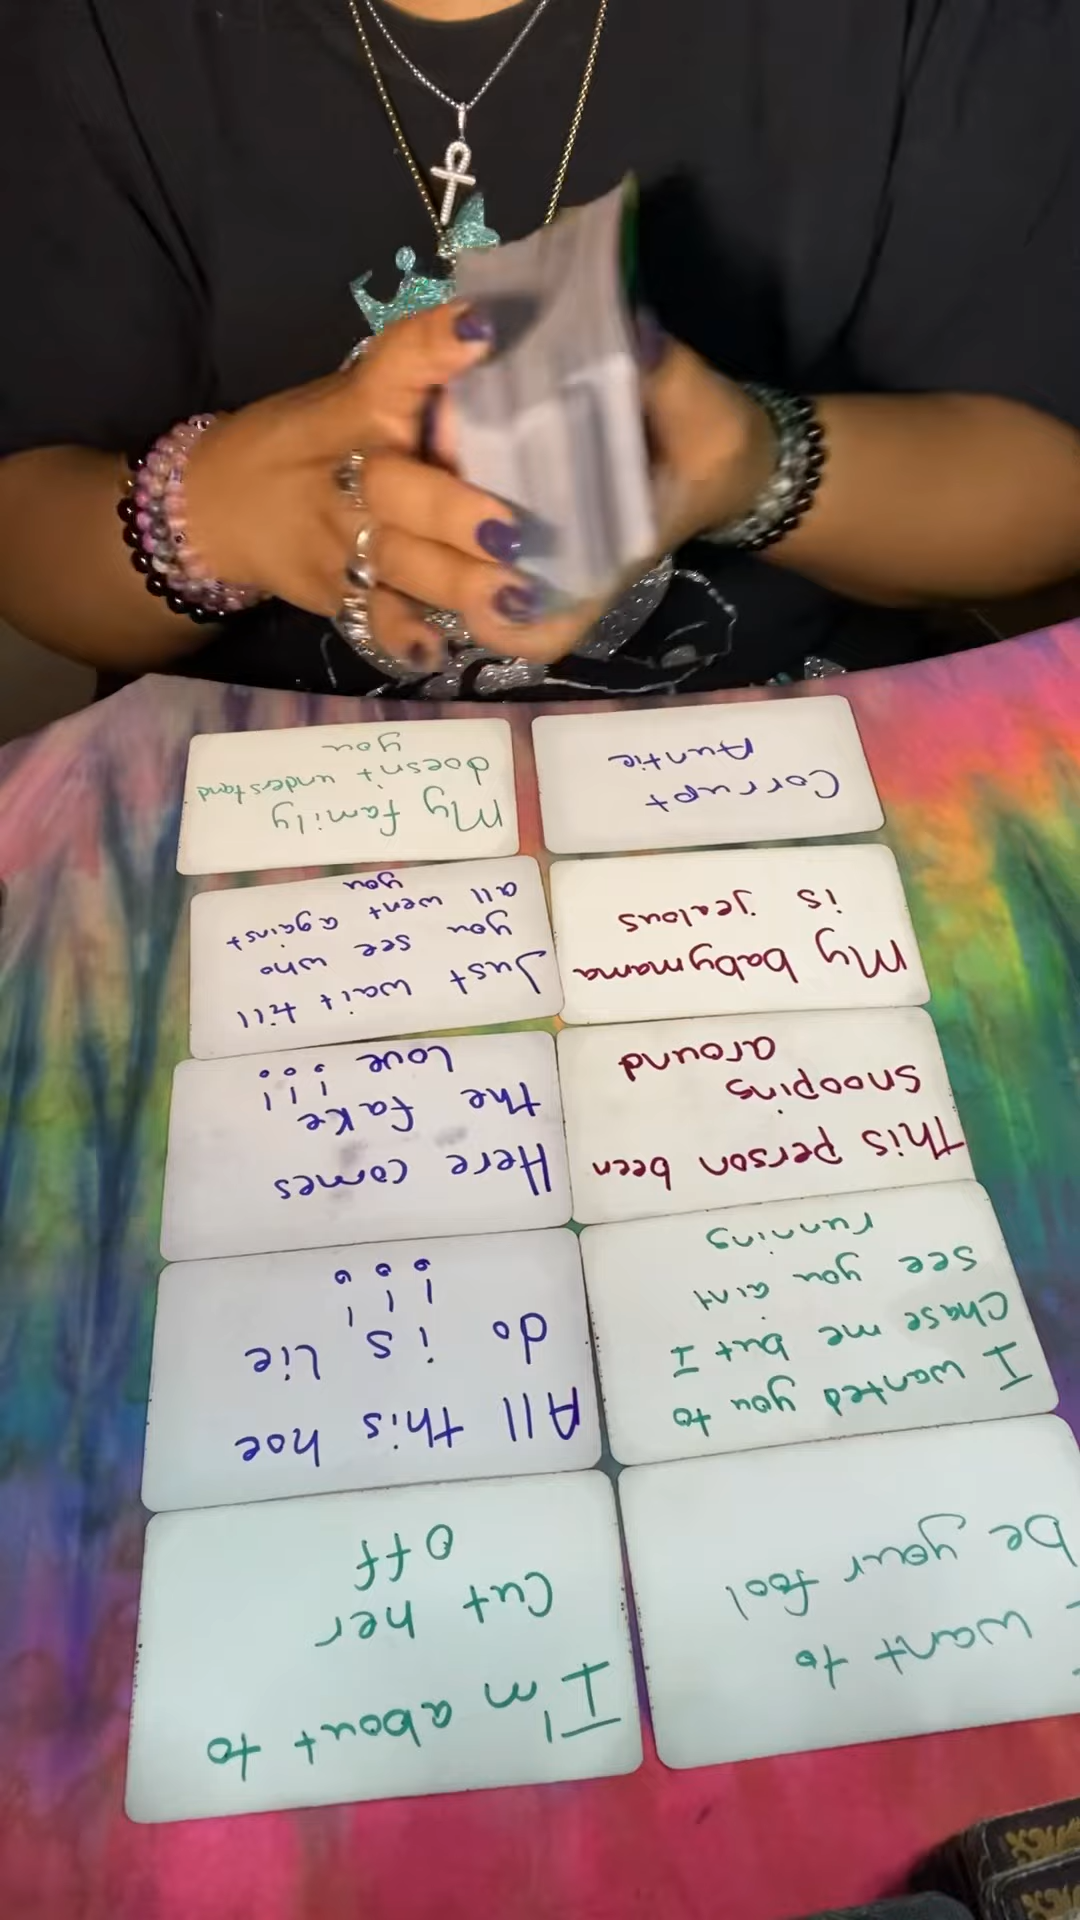 want to
be your fool
I'm about to
Cut her
Off
I wanted you to
Chase me but I
see you aint
running
All this hoe
do is Lie
!!!
This person been
snooping
around
Here comes
the fake
Love !!!
My babymama
is jealous
Just wait till
you see who
all went against
you
Corrupt
Auntie
My family
doesn't understand
you